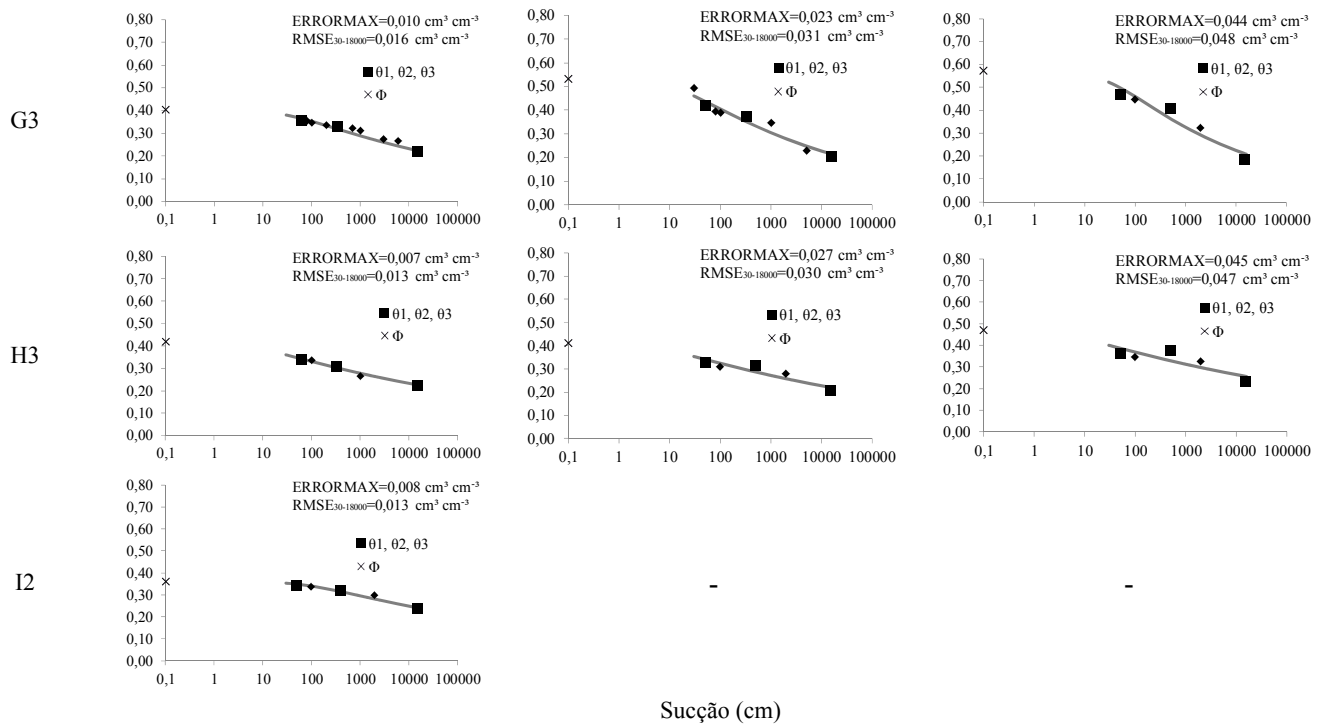 G3
ERRORMAX=0,010 cm³ cm⁻³
RMSE30-18000=0,016 cm³ cm⁻³
θ1, θ2, θ3
Φ
0,80
0,70
0,60
0,50
0,40
0,30
0,20
0,10
0,00
0,1 1 10 100 1000 10000 100000
ERRORMAX=0,023 cm³ cm⁻³
RMSE30-18000=0,031 cm³ cm⁻³
θ1, θ2, θ3
Φ
0,80
0,70
0,60
0,50
0,40
0,30
0,20
0,10
0,00
0,1 1 10 100 1000 10000 100000
ERRORMAX=0,044 cm³ cm⁻³
RMSE30-18000=0,048 cm³ cm⁻³
θ1, θ2, θ3
Φ
0,80
0,70
0,60
0,50
0,40
0,30
0,20
0,10
0,00
0,1 1 10 100 1000 10000 100000
H3
ERRORMAX=0,007 cm³ cm⁻³
RMSE30-18000=0,013 cm³ cm⁻³
θ1, θ2, θ3
Φ
0,80
0,70
0,60
0,50
0,40
0,30
0,20
0,10
0,00
0,1 1 10 100 1000 10000 100000
ERRORMAX=0,027 cm³ cm⁻³
RMSE30-18000=0,030 cm³ cm⁻³
θ1, θ2, θ3
Φ
0,80
0,70
0,60
0,50
0,40
0,30
0,20
0,10
0,00
0,1 1 10 100 1000 10000 100000
ERRORMAX=0,045 cm³ cm⁻³
RMSE30-18000=0,047 cm³ cm⁻³
θ1, θ2, θ3
Φ
0,80
0,70
0,60
0,50
0,40
0,30
0,20
0,10
0,00
0,1 1 10 100 1000 10000 100000
I2
ERRORMAX=0,008 cm³ cm⁻³
RMSE30-18000=0,013 cm³ cm⁻³
θ1, θ2, θ3
Φ
0,80
0,70
0,60
0,50
0,40
0,30
0,20
0,10
0,00
0,1 1 10 100 1000 10000 100000
- -
Sucção (cm)